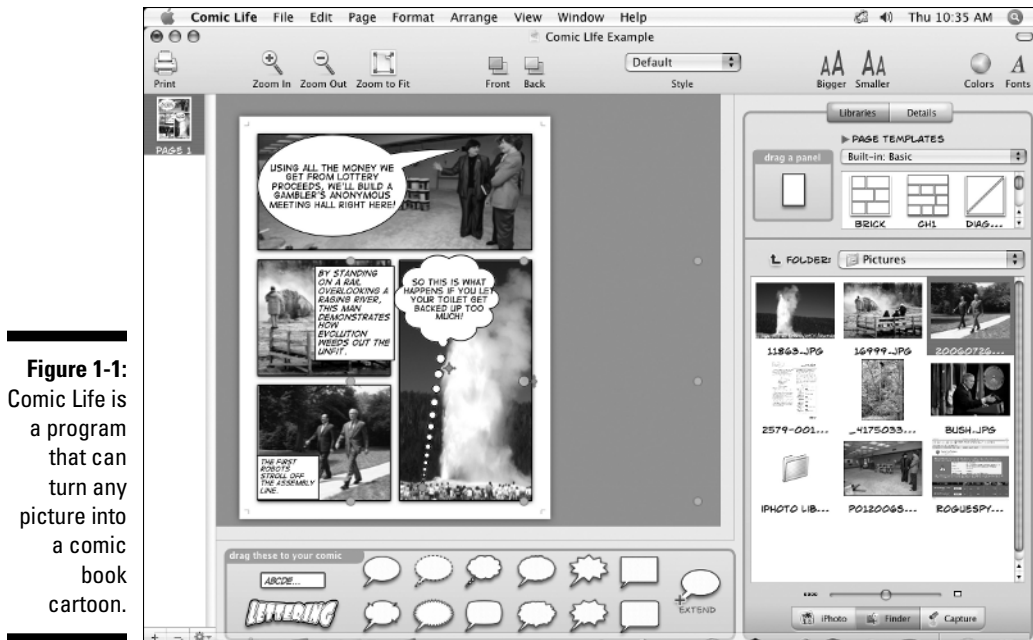 Comic Life File Edit Page Format Arrange View Window Help Thu 10:35 AM
Comic LIfe Example
Default
Print Zoom In Zoom Out Zoom to Fit Front Back Style Bigger Smaller Colors Fonts
PAGE 1
USING ALL THE MONEY WE
GET FROM LOTTERY
PROCEEDS, WE'LL BUILD A
GAMBLER'S ANONYMOUS
MEETING HALL RIGHT HERE!
BY STANDING
ON A RAIL
OVERLOOKING A
RAGING RIVER,
THIS MAN
DEMONSTRATES
HOW
EVOLUTION
WEEDS OUT THE
UNFIT.
SO THIS IS WHAT
HAPPENS IF YOU LET
YOUR TOILET GET
BACKED UP TOO
MUCH!
THE FIRST
ROBOTS
STROLL OFF
THE ASSEMBLY
LINE.
Libraries Details
PAGE TEMPLATES
drag a panel
Built-in: Basic
BRICK GH1 DIAG...
FOLDER: Pictures
11863.JPG 16999.JPG 20060726...
2579-001... _4175033... BUSH.JPG
IPHOTO LIB... P0120065... ROGUESPY...
iPhoto Finder Capture
drag these to your comic
ABCDE...
LETTERING
EXTEND
Figure 1-1:
Comic Life is
a program
that can
turn any
picture into
a comic
book
cartoon.